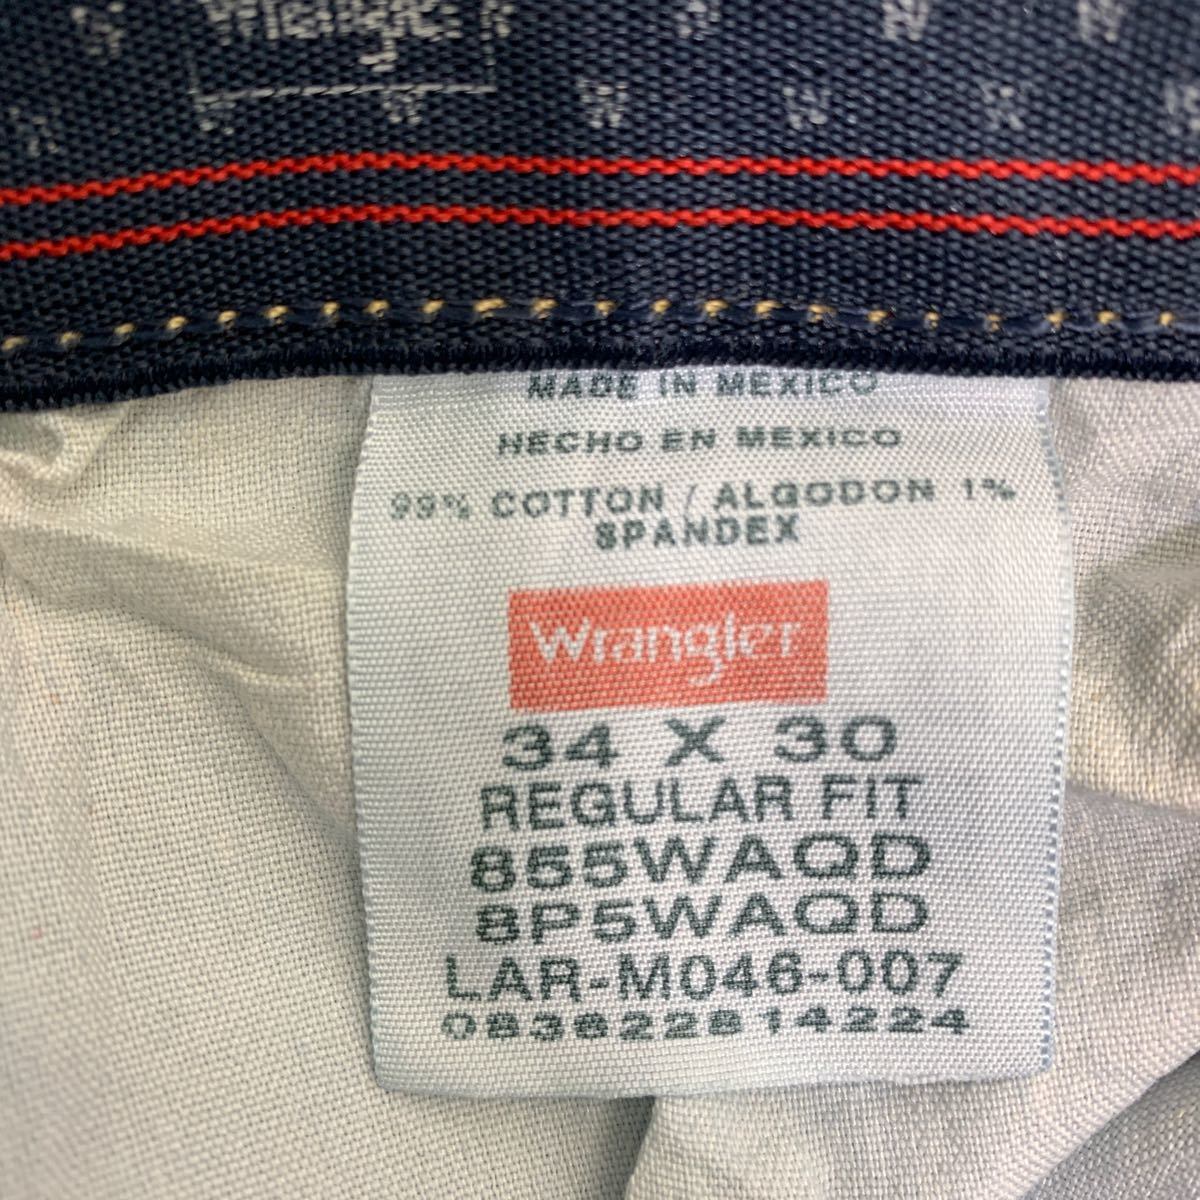 Wrangler
W W W
W W W W W W
MADE IN MEXICO
HECHO EN MEXICO
99% COTTON / ALGODON 1%
SPANDEX
Wrangler
34 X 30
REGULAR FIT
855WAQD
8P5WAQD
LAR-M046-007
083622814224